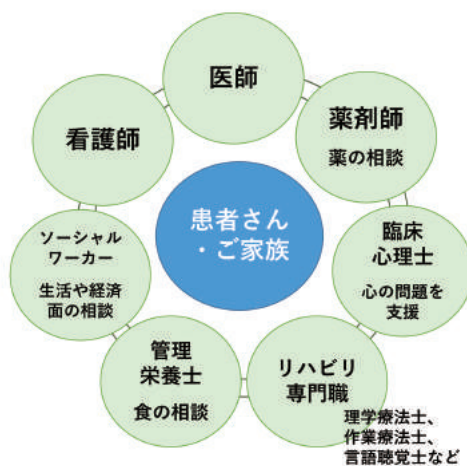 医師
薬剤師
薬の相談
臨床
心理士
心の問題を
支援
リハビリ
専門職
理学療法士、
作業療法士、
言語聴覚士など
管理
栄養士
食の相談
ソーシャル
ワーカー
生活や経済
面の相談
看護師
患者さん
・ご家族